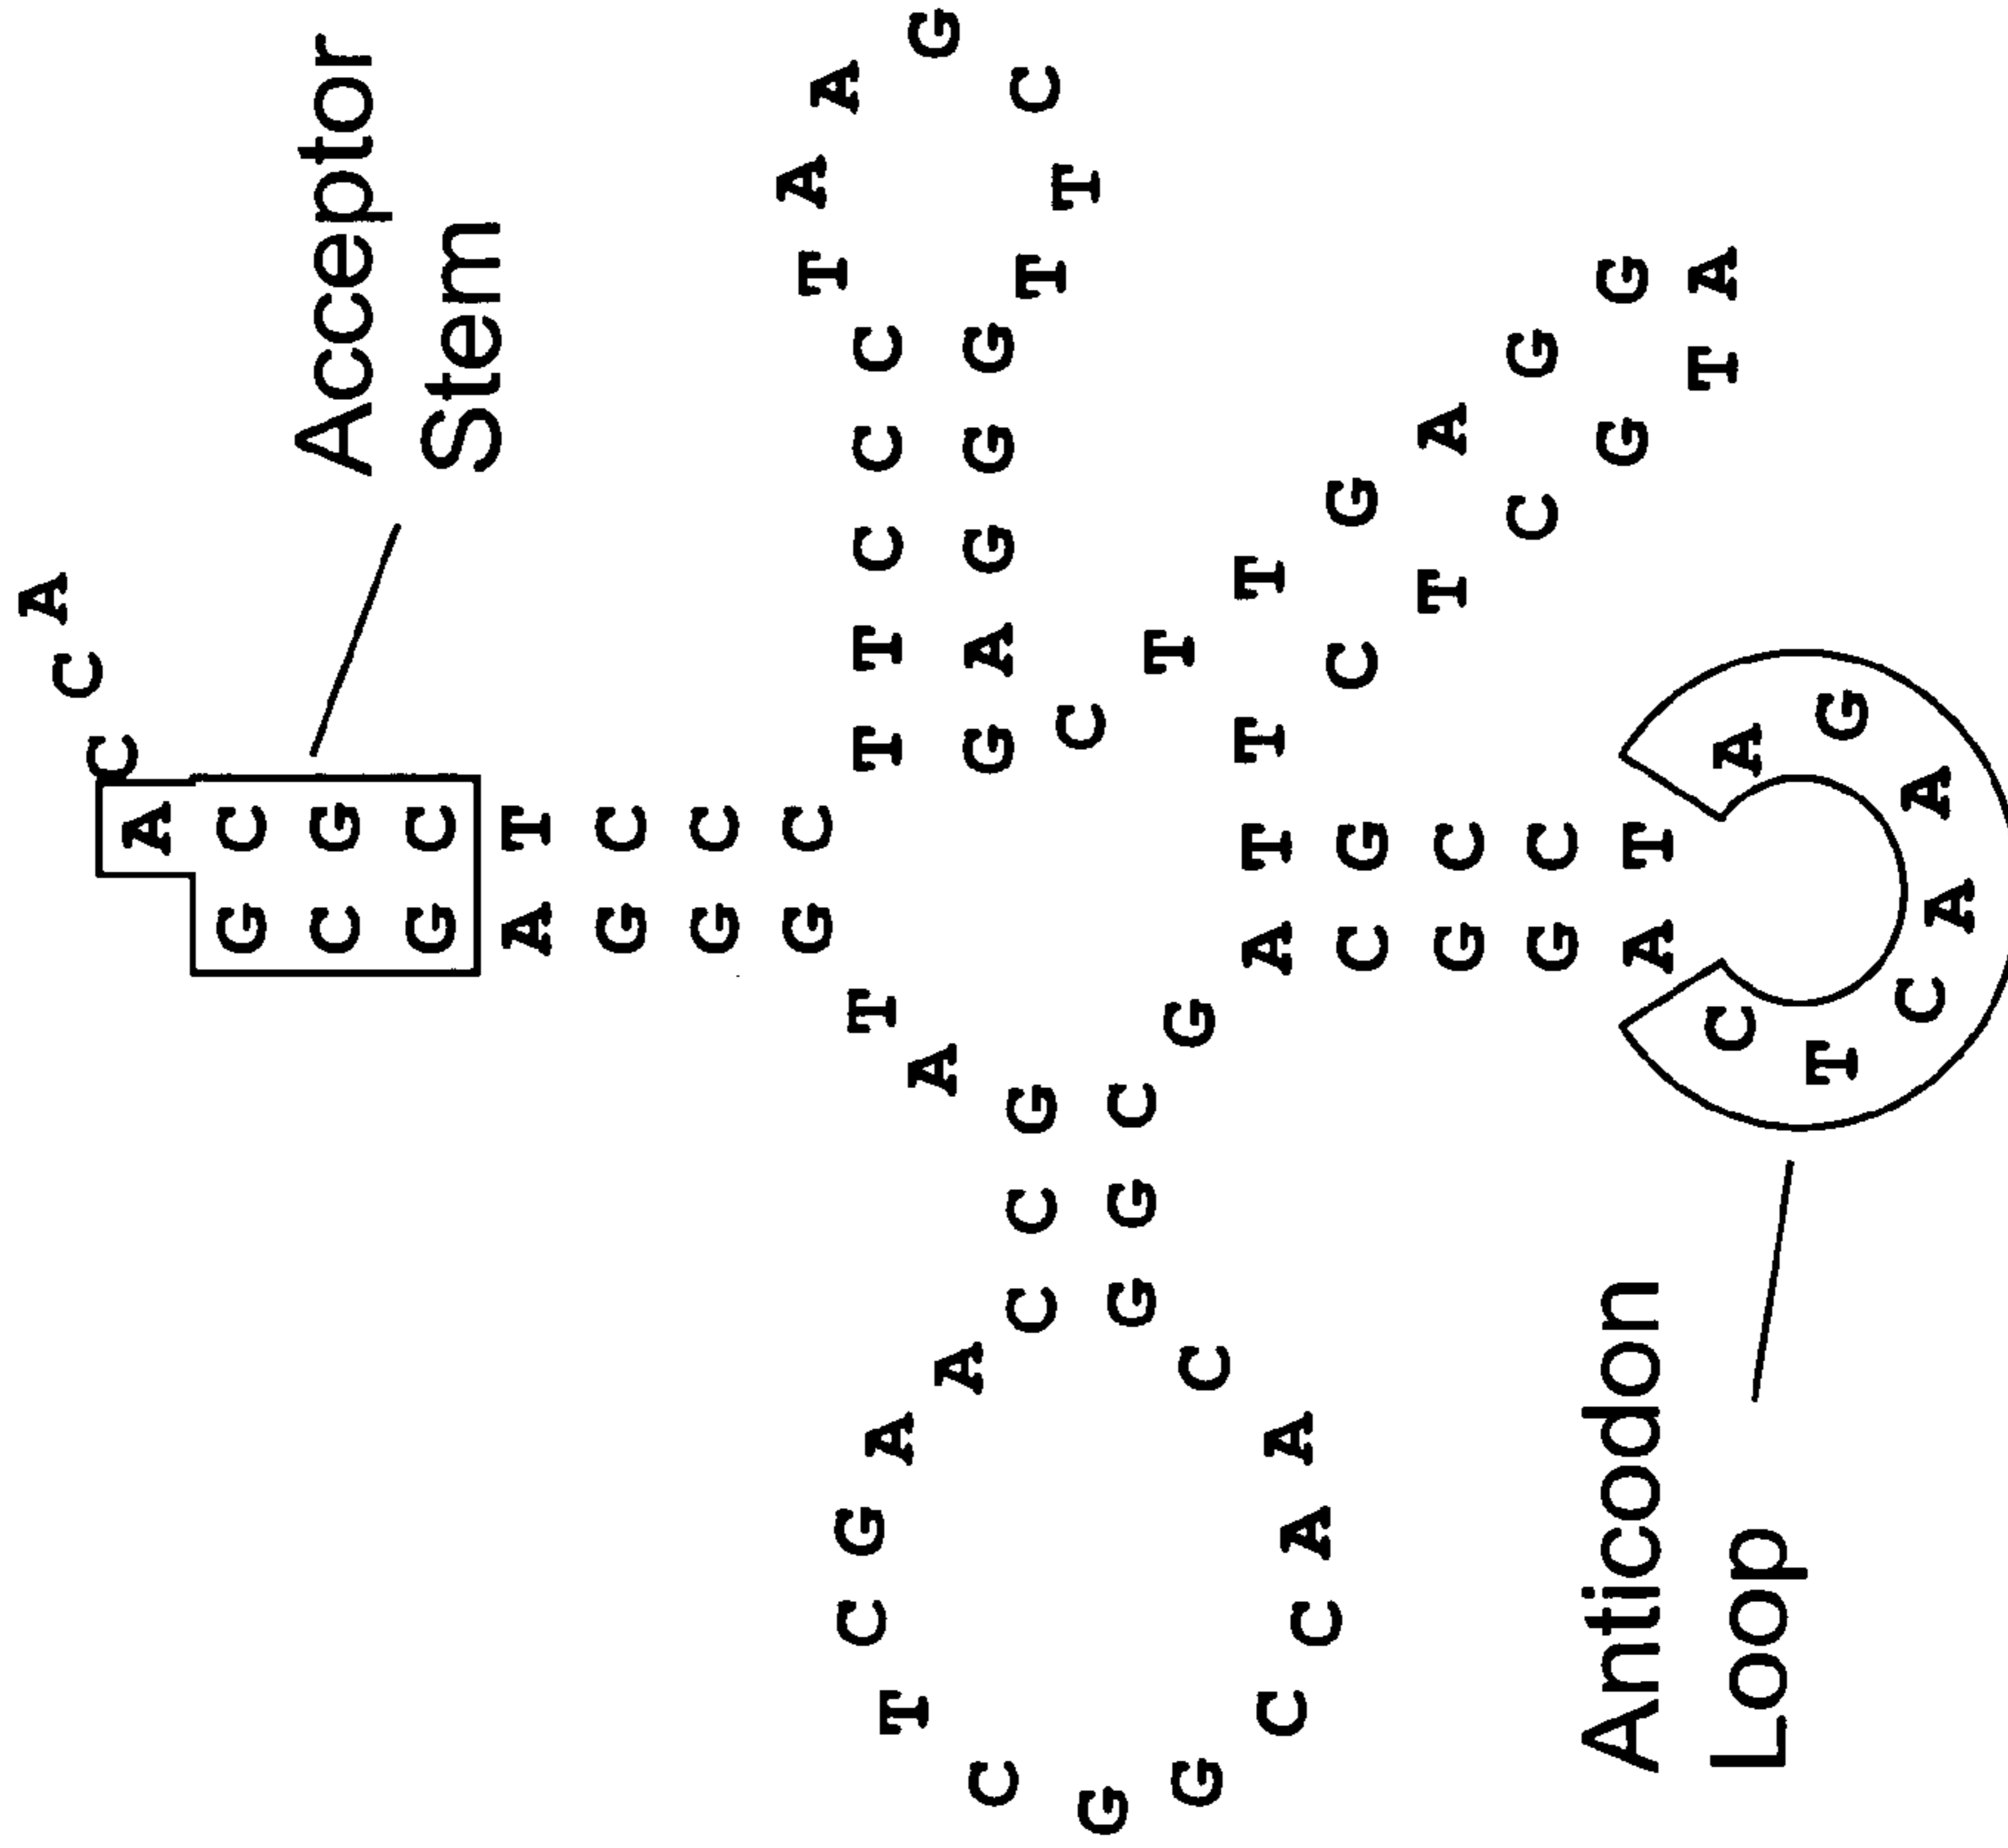 Acceptor
Stem
Anticodon
Loop
G C G A G G G
T A
G C C
A A G C T C G G C C A A C
G G C
G
A C G G A
C T C A A G A
T C C G T
T C T C G T A G G A G T T C
G A G G G
T T C G A A T
C C C T T
C C C T C G C A
C C A